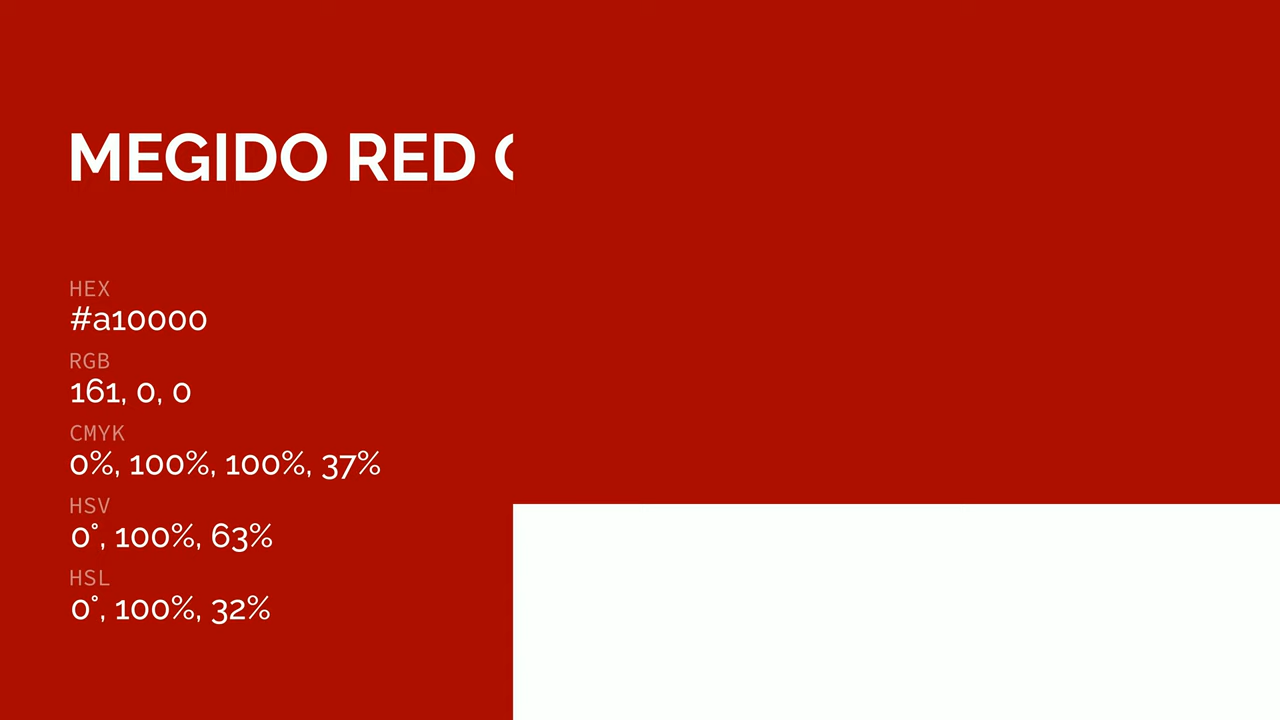 MEGIDO RED
HEX
#a10000
RGB
161, 0, 0
CMYK
0%, 100%, 100%, 37%
HSV
0°, 100%, 63%
HSL
0°, 100%, 32%